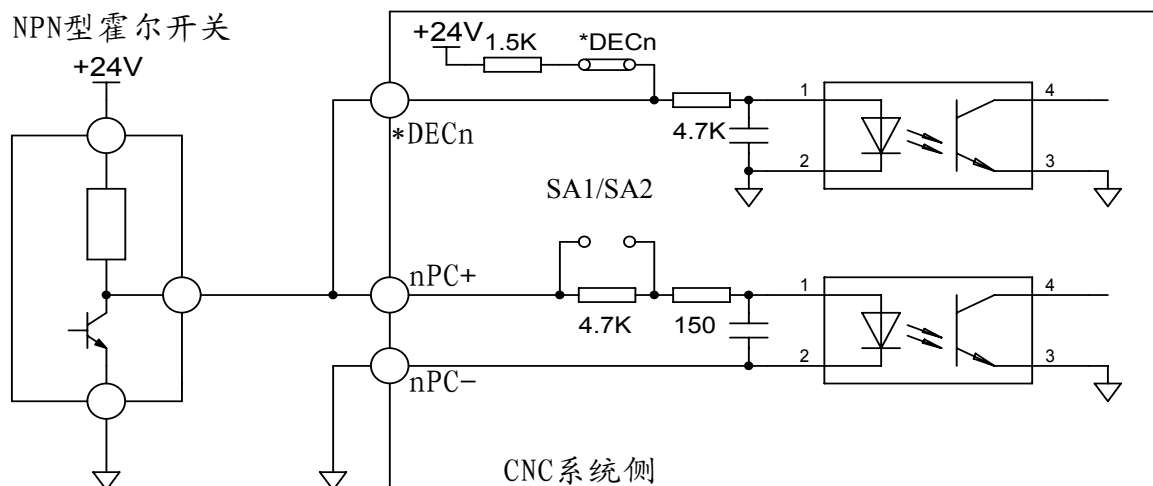 NPN型霍尔开关
+24V
+24V
1.5K
*DECn
*DECn
4.7K
1
2
4
3
SA1/SA2
nPC+
4.7K
150
1
2
4
3
nPC-
CNC系统侧